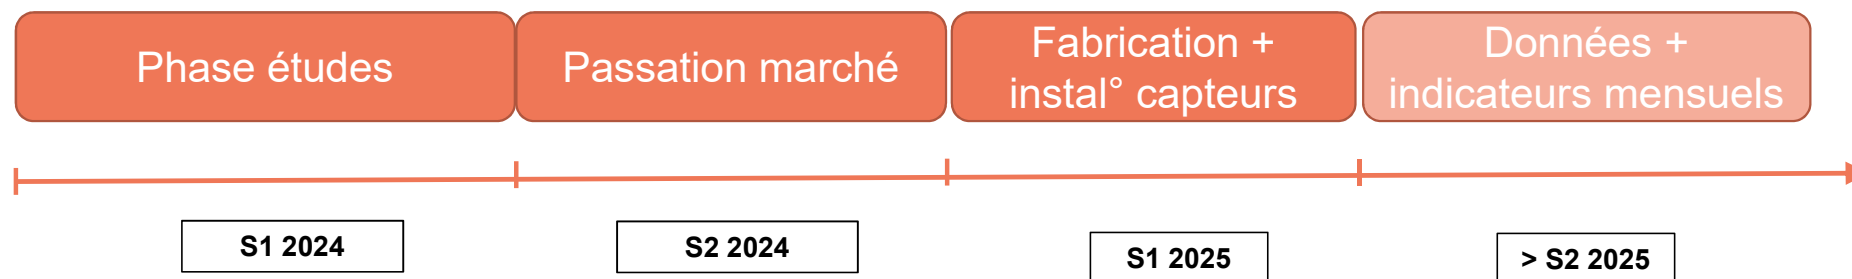 Phase études
Passation marché
Fabrication +
instal° capteurs
Données +
indicateurs mensuels
S1 2024
S2 2024
S1 2025
> S2 2025